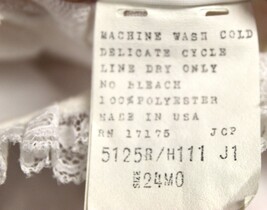 MACHINE WASH COLD
DELICATE CYCLE
LINE DRY ONLY
NO BLEACH
100% POLYESTER
MADE IN USA
RN 17175 JCP
5125R/H111 J1
SIZE 24MO